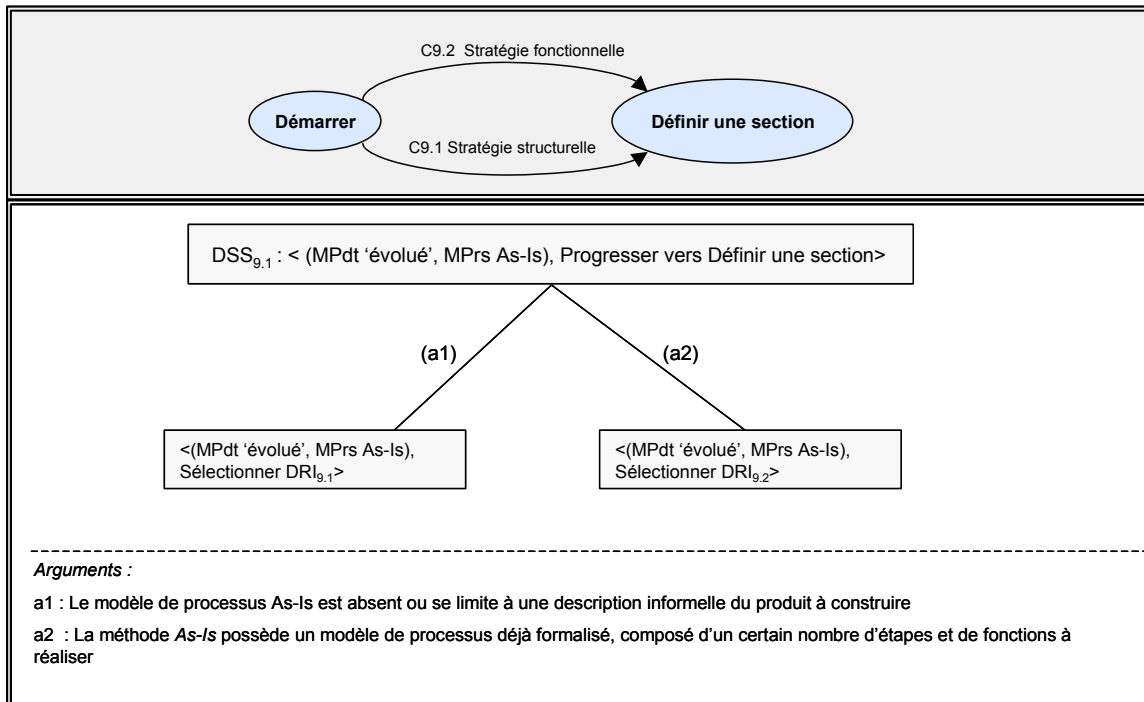 C9.2 Stratégie fonctionnelle
Démarrer
Définir une section
C9.1 Stratégie structurelle
DSS9.1 : < (MPdt ‘évolué’, MPrs As-Is), Progresser vers Définir une section>
(a1)
(a2)
<(MPdt ‘évolué’, MPrs As-Is),
Sélectionner DRI9.1>
<(MPdt ‘évolué’, MPrs As-Is),
Sélectionner DRI9.2>
Arguments :
a1 : Le modèle de processus As-Is est absent ou se limite à une description informelle du produit à construire
a2 : La méthode As-Is possède un modèle de processus déjà formalisé, composé d’un certain nombre d’étapes et de fonctions à
réaliser